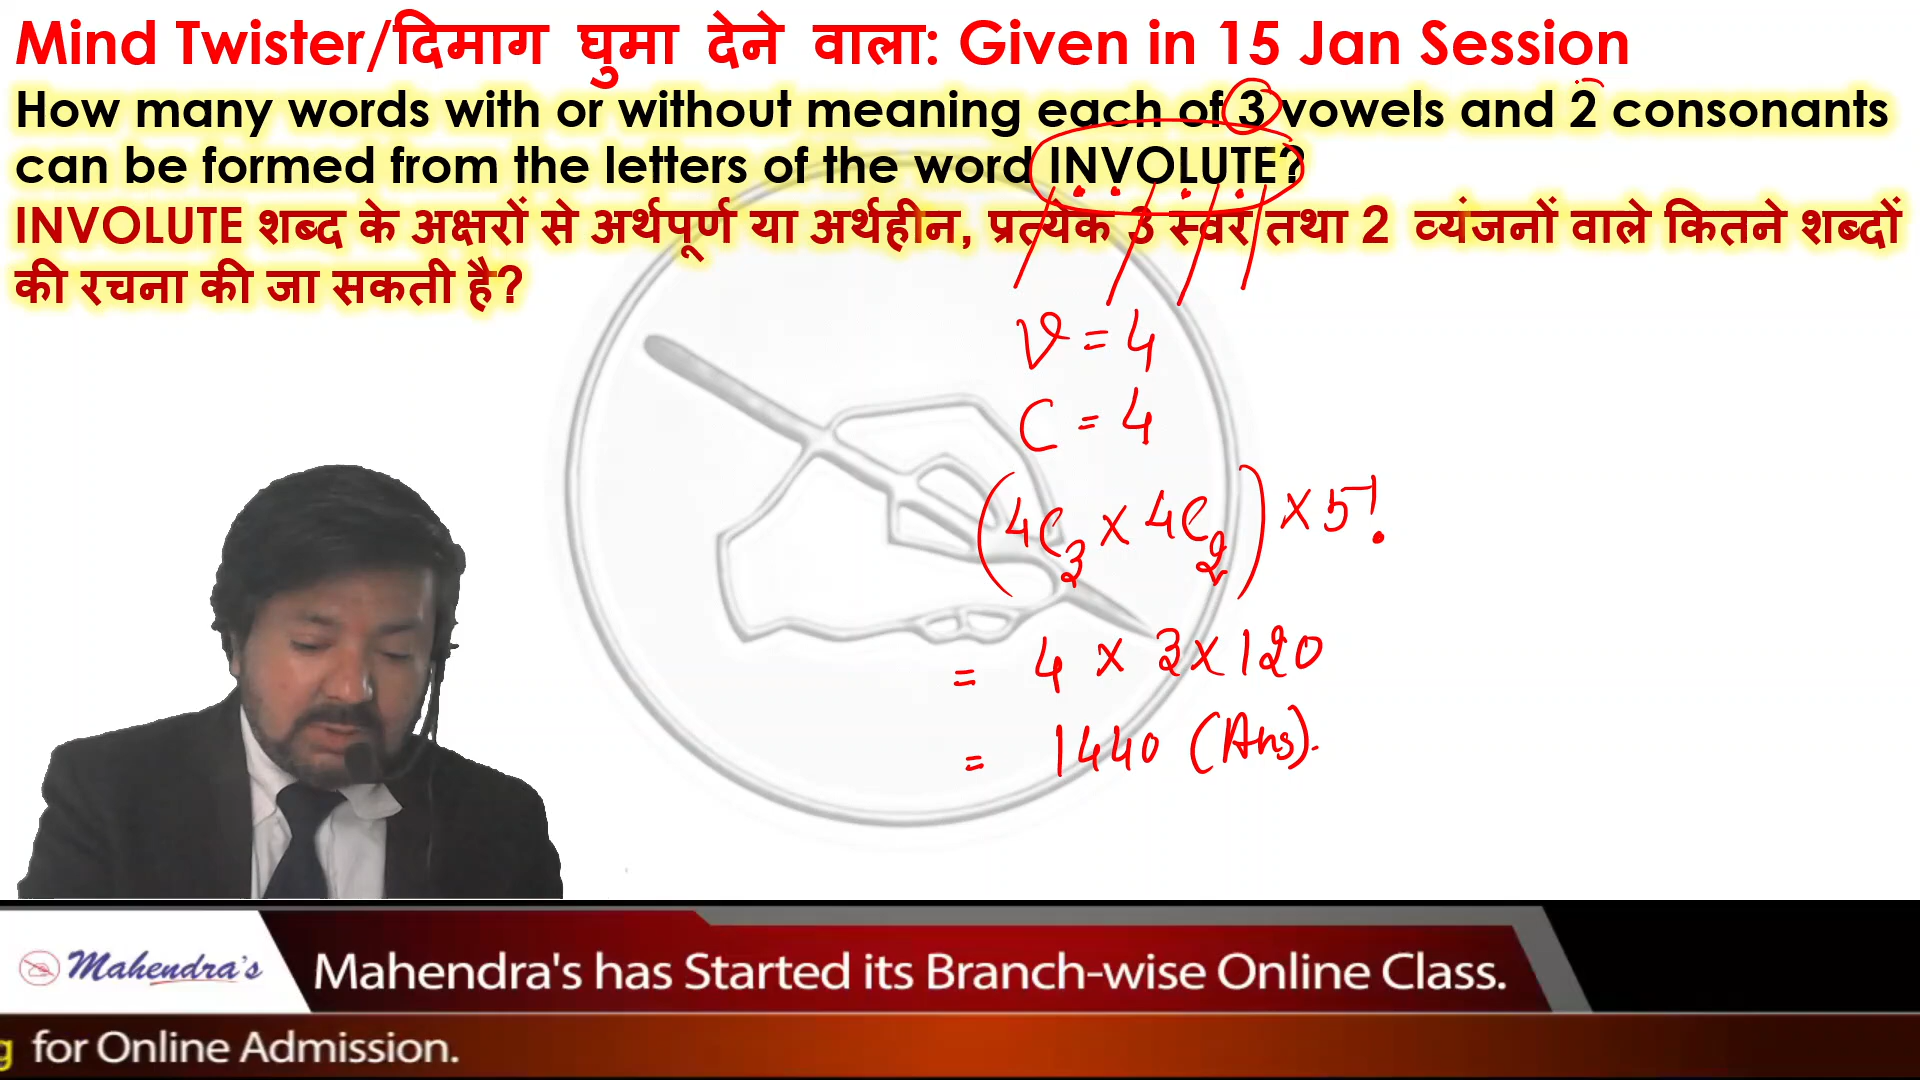 Mind Twister/दिमाग घुमा देने वाला: Given in 15 Jan Session
How many words with or without meaning each of 3 vowels and 2 consonants
can be formed from the letters of the word INVOLUTE?
INVOLUTE शब्द के अक्षरों से अर्थपूर्ण या अर्थहीन, प्रत्येक 3 स्वर तथा 2 व्यंजनों वाले कितने शब्दों
की रचना की जा सकती है?
V = 4
C = 4
(4C3 × 4C2) × 5!
= 4 × 3 × 120
= 1440 (Ans).
Mahendra's
Mahendra's has Started its Branch-wise Online Class.
g for Online Admission.